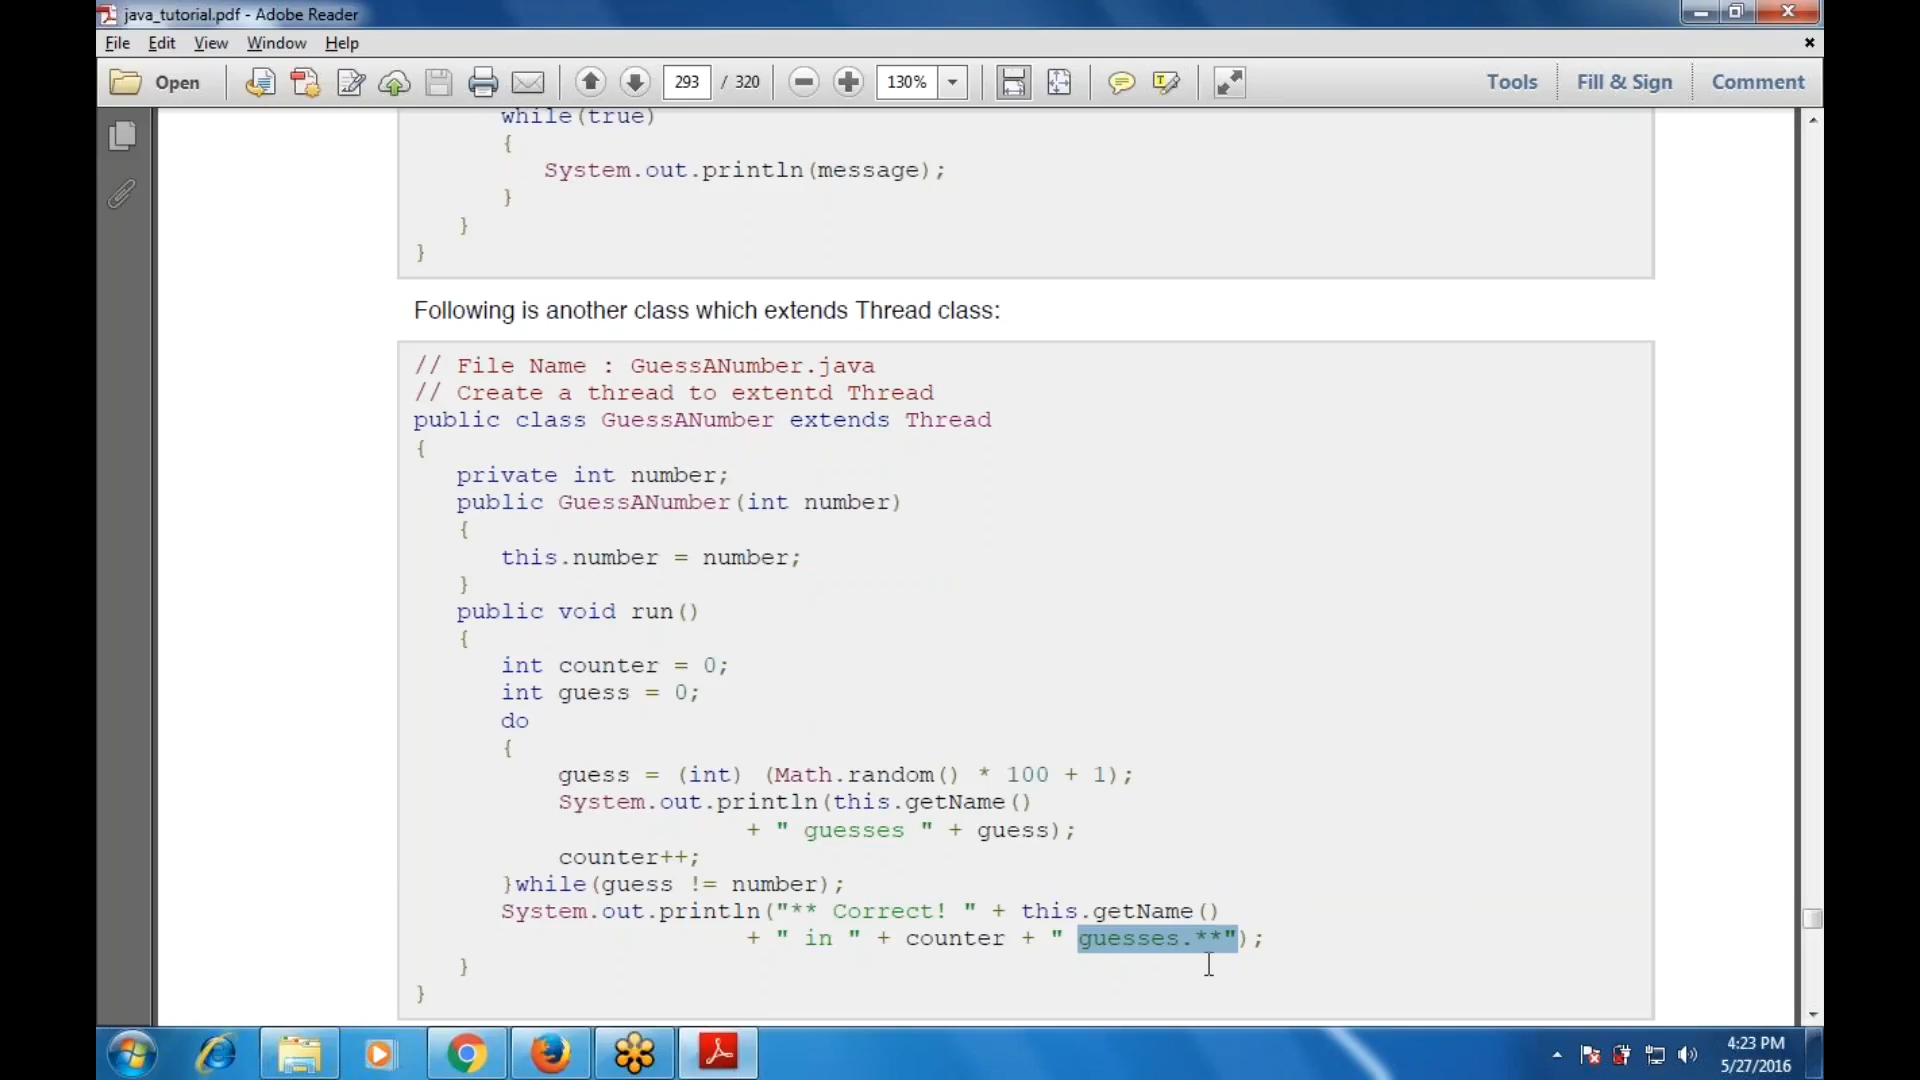 java_tutorial.pdf - Adobe Reader
File Edit View Window Help
Open 293 / 320 130% Tools Fill & Sign Comment
while(true)
{
System.out.println(message);
}
}
}
Following is another class which extends Thread class:
// File Name : GuessANumber.java
// Create a thread to extentd Thread
public class GuessANumber extends Thread
{
private int number;
public GuessANumber(int number)
{
this.number = number;
}
public void run()
{
int counter = 0;
int guess = 0;
do
{
guess = (int) (Math.random() * 100 + 1);
System.out.println(this.getName()
+ " guesses " + guess);
counter++;
}while(guess != number);
System.out.println("** Correct! " + this.getName()
+ " in " + counter + " guesses.**");
}
}
4:23 PM
5/27/2016